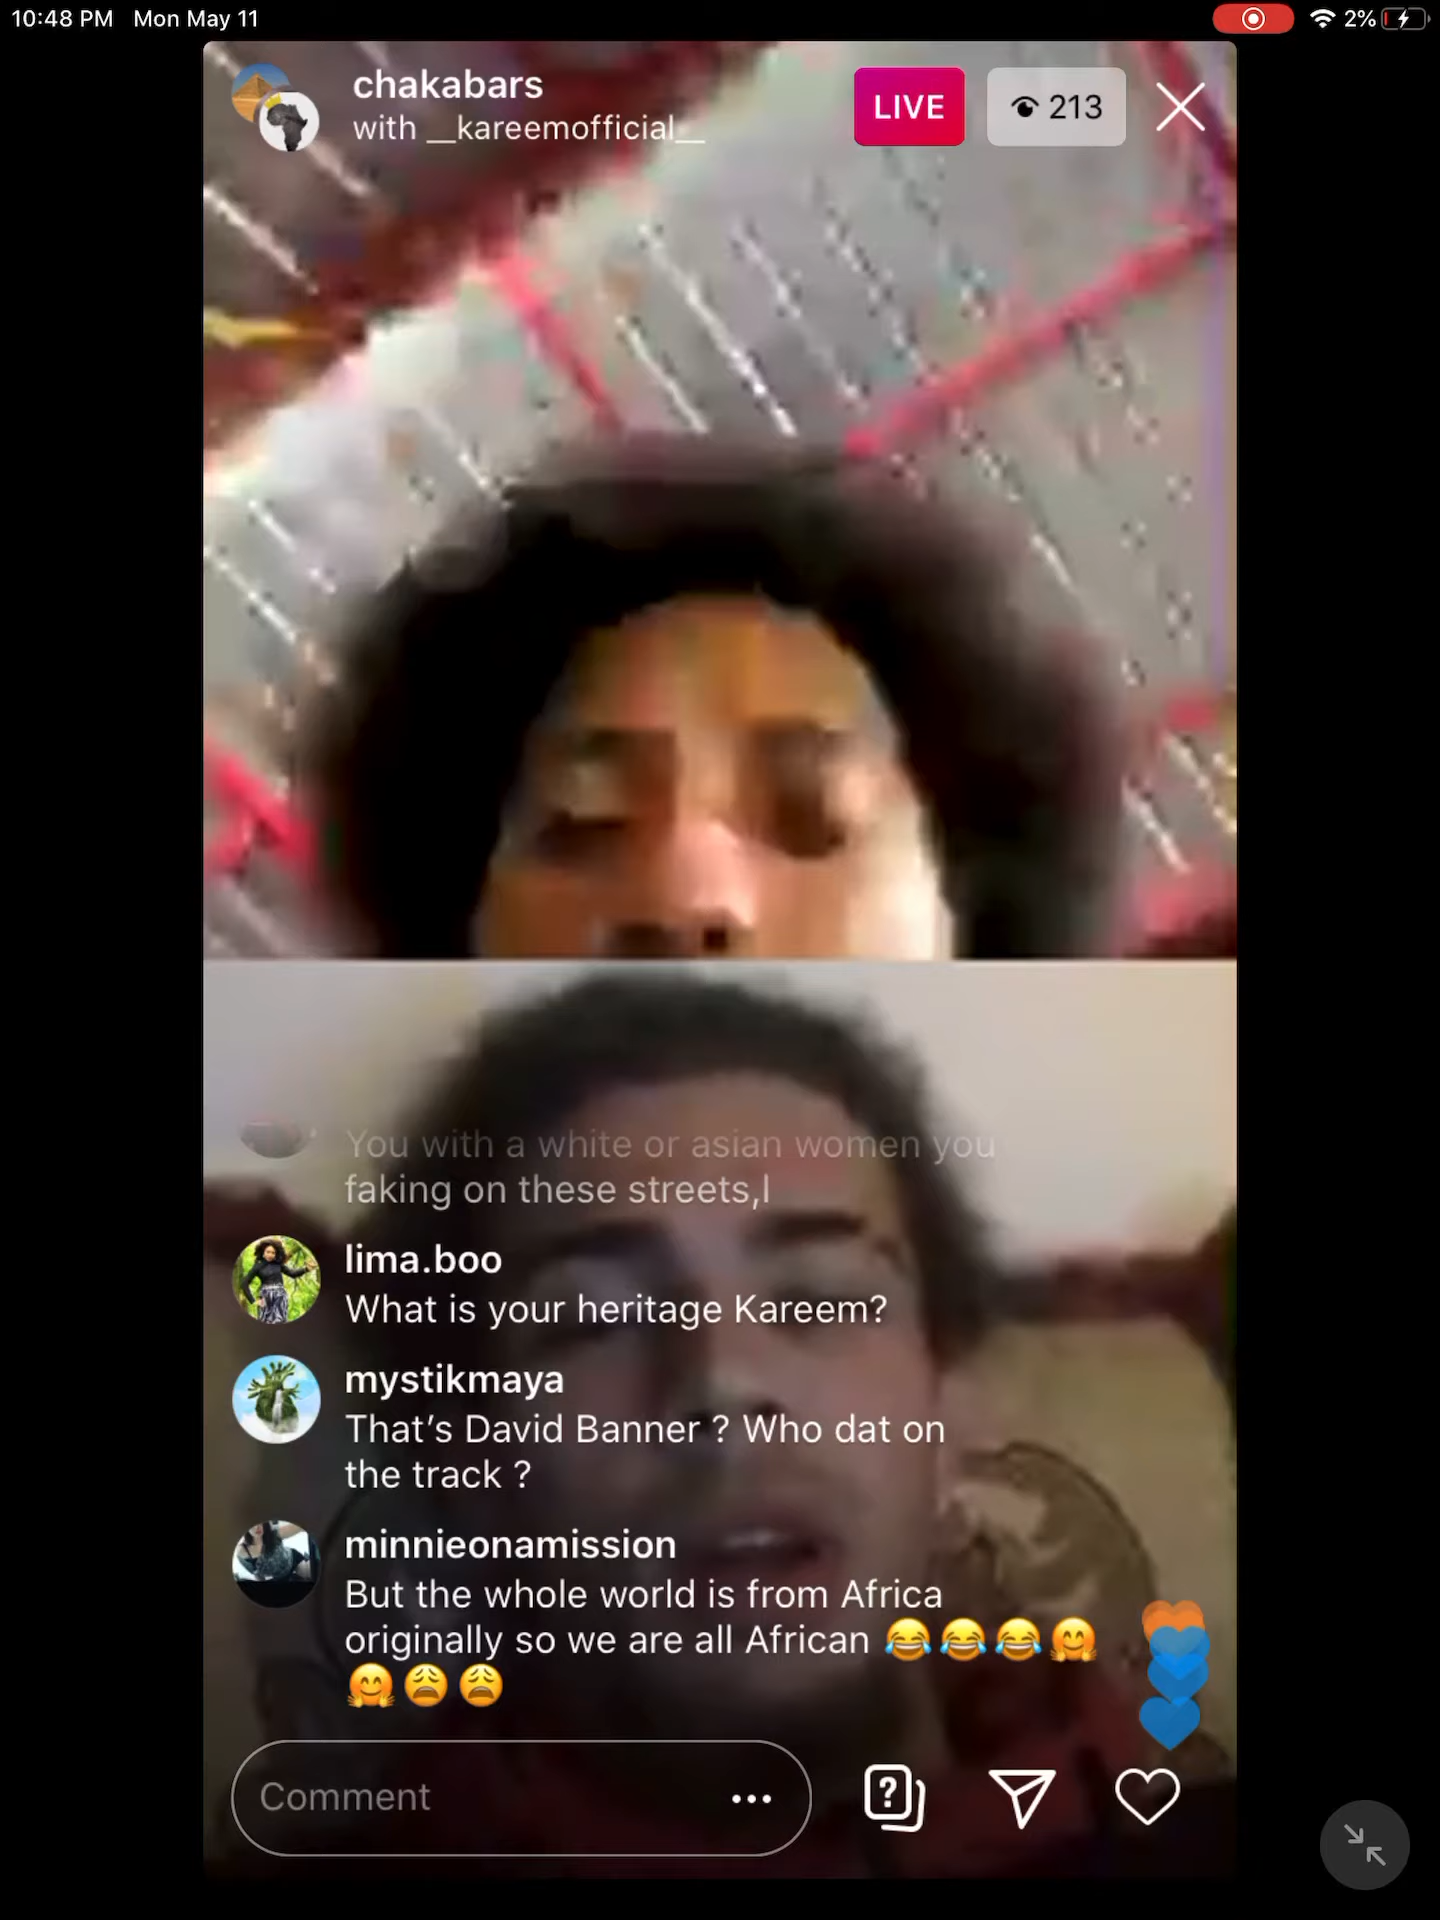 10:48 PM Mon May 11
2%
chakabars
with __kareemofficial__
LIVE
213
You with a white or asian women you
faking on these streets,I
lima.boo
What is your heritage Kareem?
mystikmaya
That’s David Banner ? Who dat on
the track ?
minnieonamission
But the whole world is from Africa
originally so we are all African 😂😂😂🤗
🤗😩😩
Comment